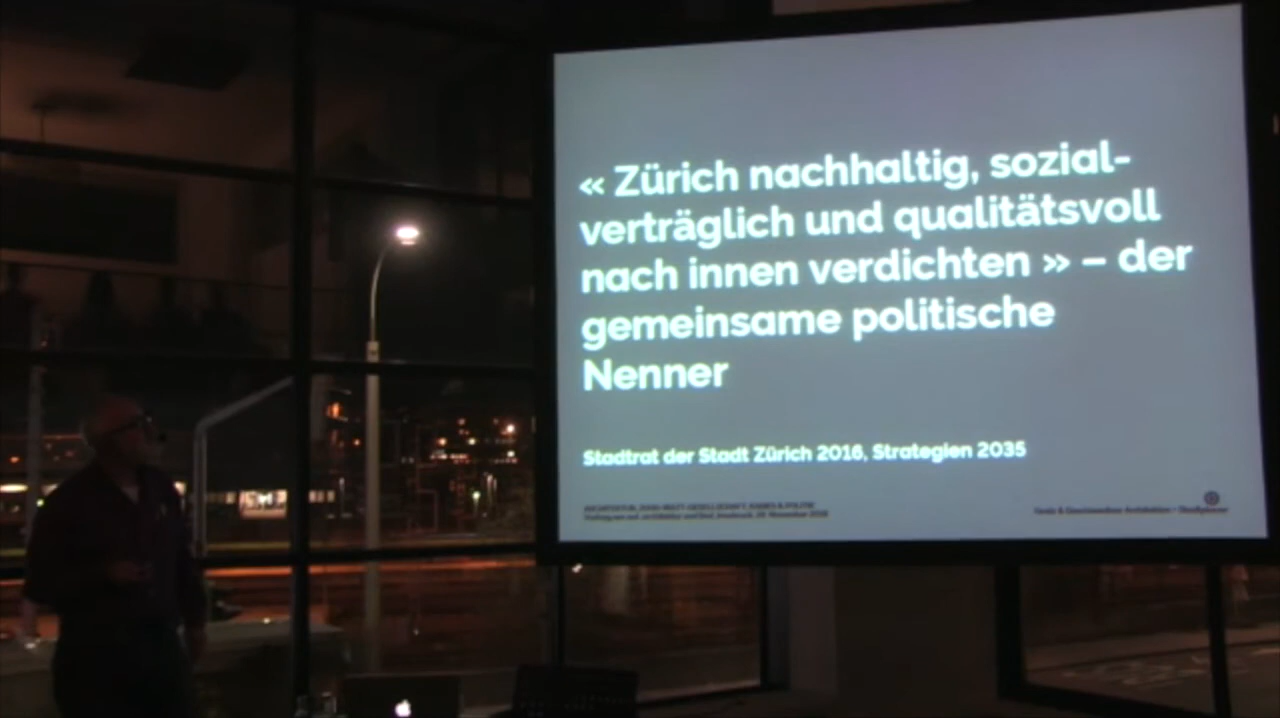 « Zürich nachhaltig, sozial-
verträglich und qualitätsvoll
nach innen verdichten » – der
gemeinsame politische
Nenner
Stadtrat der Stadt Zürich 2016, Strategien 2035